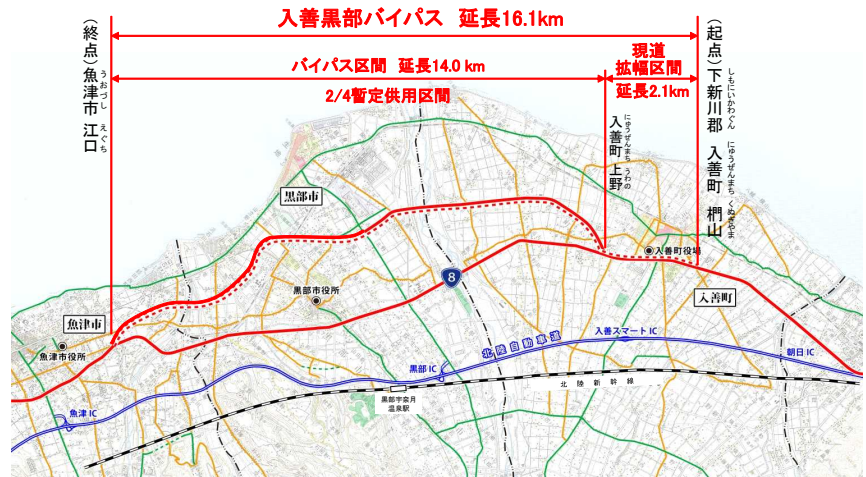 入善黒部バイパス 延長16.1km
バイパス区間 延長14.0 km
2/4暫定供用区間
現道
拡幅区間
延長2.1km
(終点)魚津市 江口
うおづし えぐち
(起点)下新川郡 入善町 椚山
しもにいかわぐん にゅうぜんまち くぬぎやま
入善町 上野
にゅうぜんまち うわの
黒部市
入善町役場
8
黒部市役所
入善町
魚津市
魚津市役所
北陸自動車道
入善スマートIC
朝日IC
黒部IC
北陸新幹線
黒部宇奈月
温泉駅
魚津IC